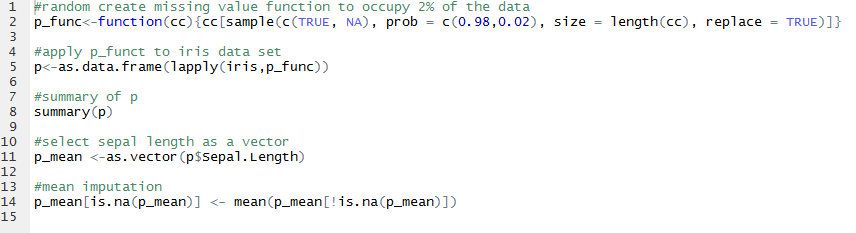 1 #random create missing value function to occupy 2% of the data
2 p_func<-function(cc){cc[sample(c(TRUE, NA), prob = c(0.98,0.02), size = length(cc), replace = TRUE)]}
3
4 #apply p_funct to iris data set
5 p<-as.data.frame(lapply(iris,p_func))
6
7 #summary of p
8 summary(p)
9
10 #select sepal length as a vector
11 p_mean <-as.vector(p$Sepal.Length)
12
13 #mean imputation
14 p_mean[is.na(p_mean)] <- mean(p_mean[!is.na(p_mean)])
15